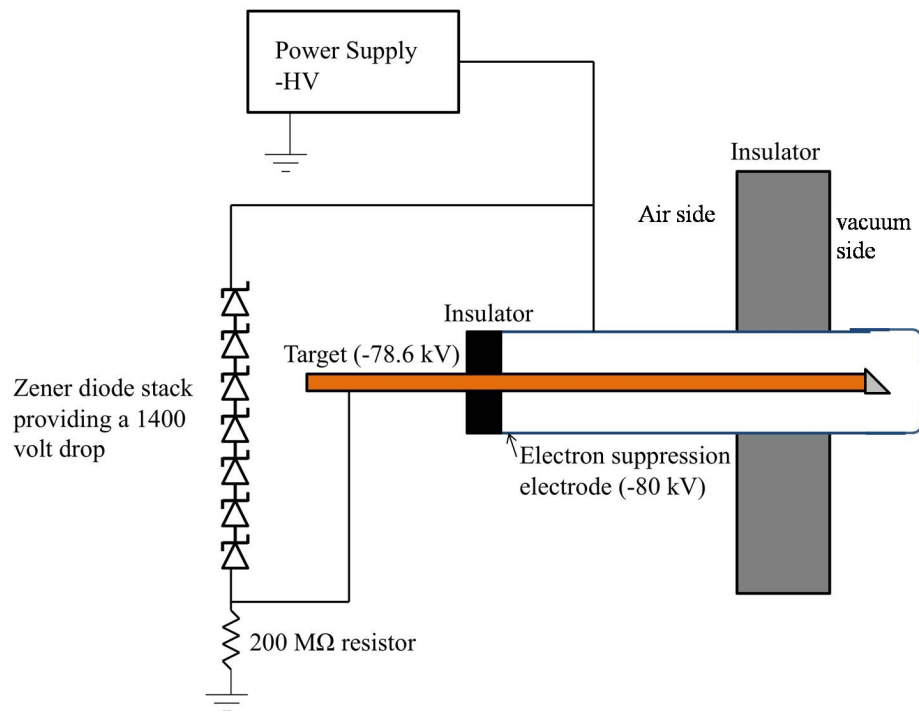 Power Supply
-HV
Insulator
Air side
vacuum
side
Insulator
Target (-78.6 kV)
Zener diode stack
providing a 1400
volt drop
Electron suppression
electrode (-80 kV)
200 MΩ resistor